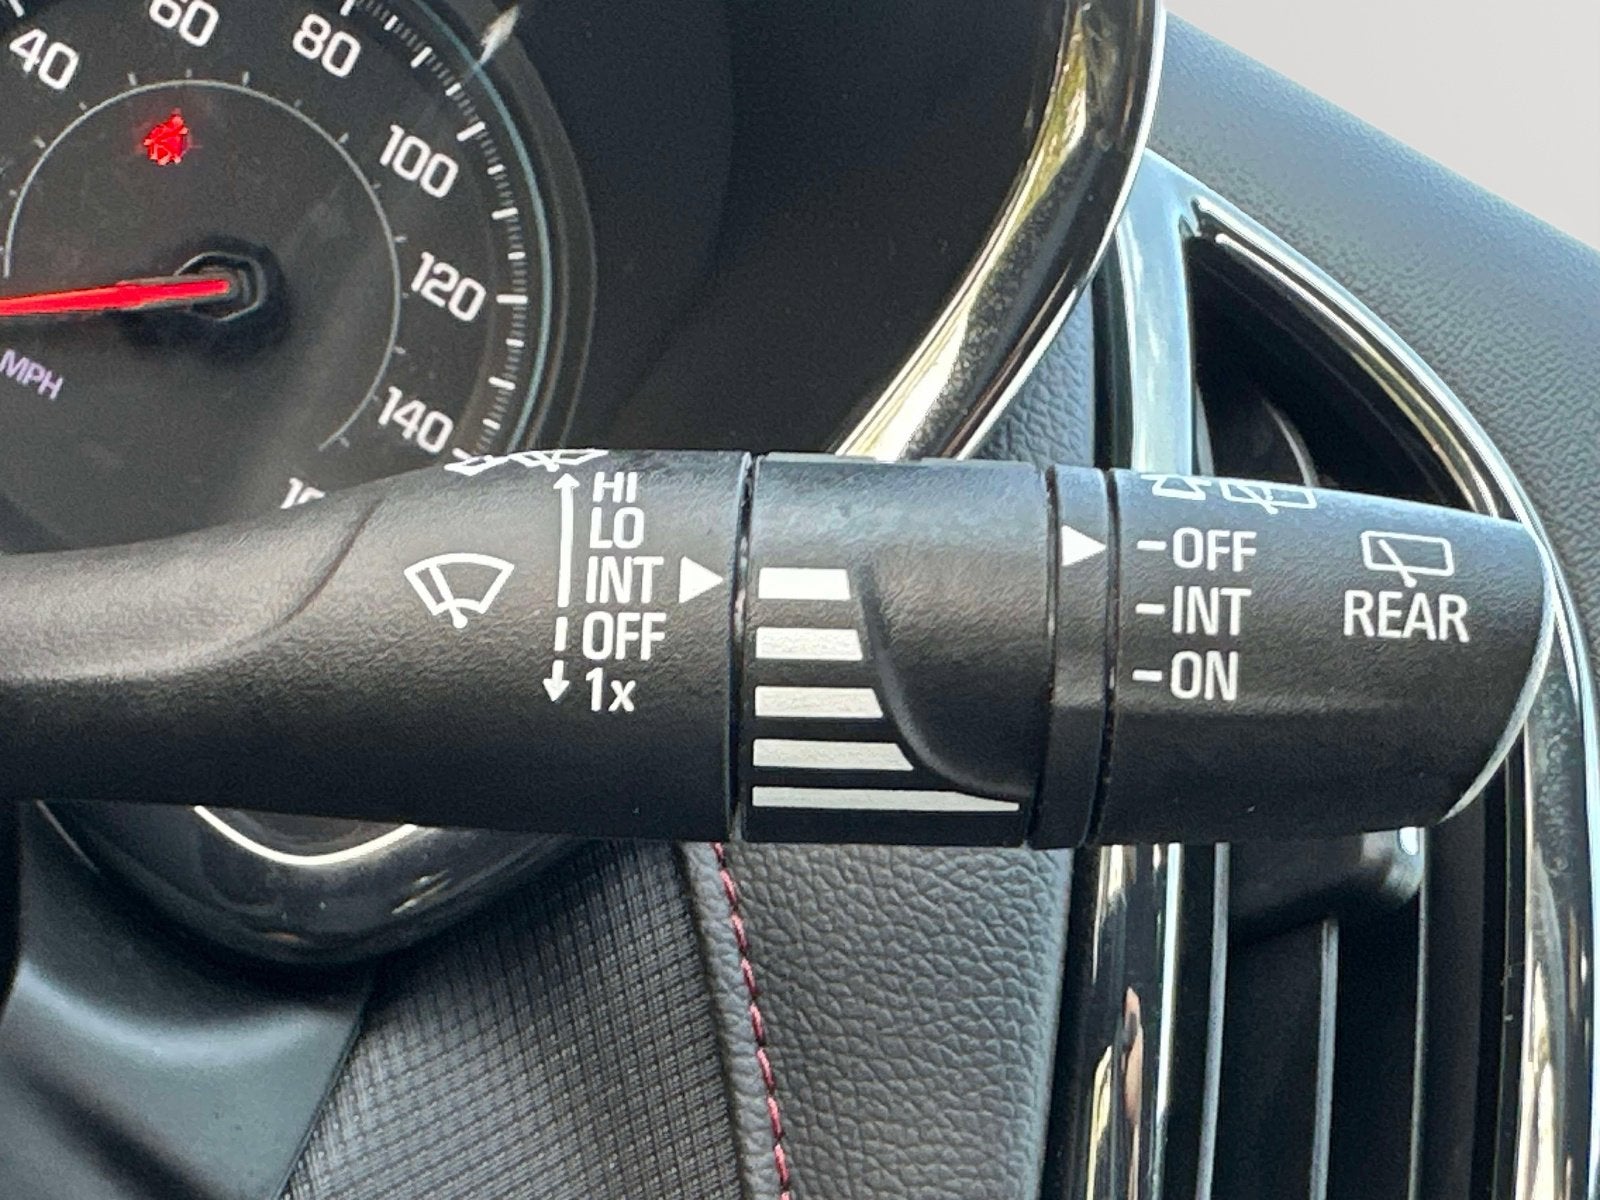 40
60
80
100
120
140
MPH
HI
LO
INT
OFF
1x
-OFF
-INT
-ON
REAR